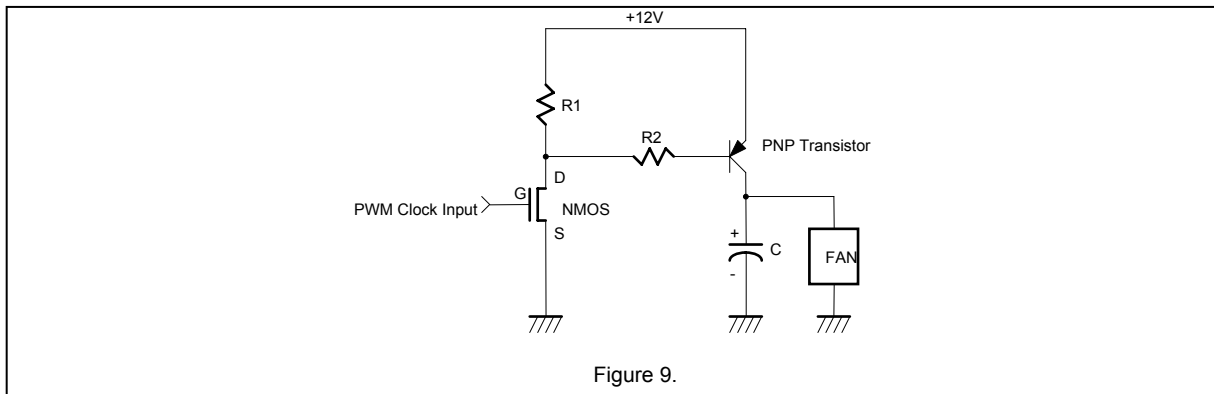 +12V
R1
R2
PNP Transistor
D
G
NMOS
PWM Clock Input
S
+
C
-
FAN
Figure 9.